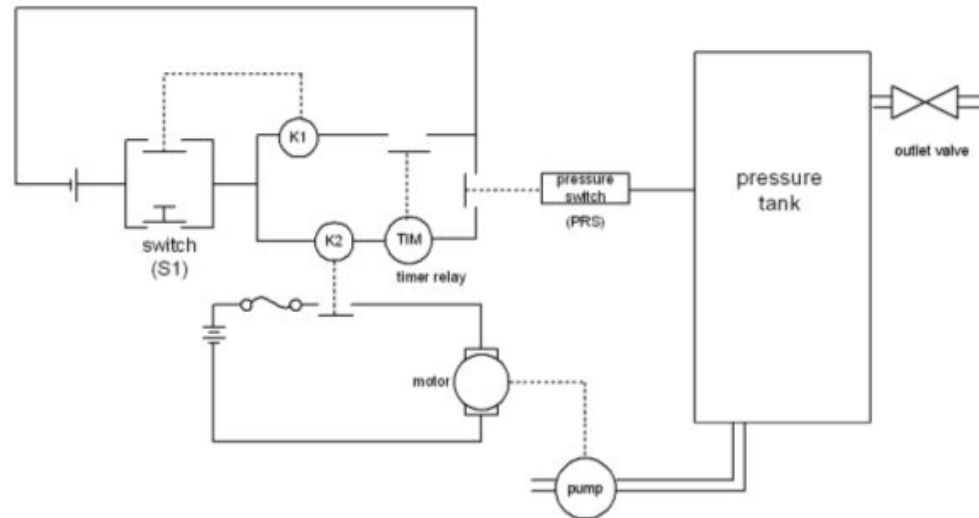 K1
outlet valve
pressure
switch
(PRS)
pressure
tank
switch
(S1)
K2
TIM
timer relay
motor
pump